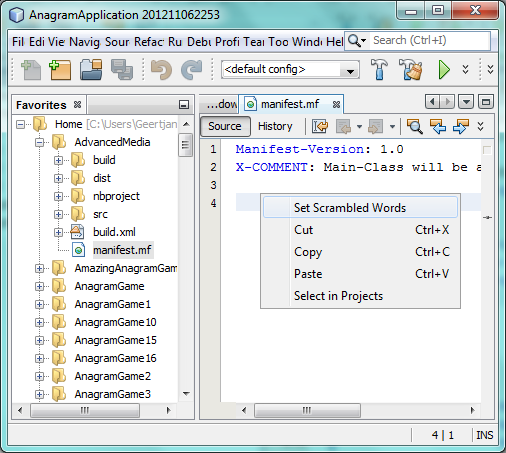 AnagramApplication 201211062253
Fil Edi Vie Navig Sour Refac Ru Debu Profi Tear Too Windo Hel Search (Ctrl+I)
<default config>
Favorites
...dow manifest.mf
Home [C:\Users\Geertjan
Source History
AdvancedMedia
build
dist
nbproject
src
build.xml
manifest.mf
AmazingAnagramGam
AnagramGame
AnagramGame1
AnagramGame10
AnagramGame15
AnagramGame16
AnagramGame2
AnagramGame3
1 Manifest-Version: 1.0
2 X-COMMENT: Main-Class will be a
3
4
Set Scrambled Words
Cut Ctrl+X
Copy Ctrl+C
Paste Ctrl+V
Select in Projects
4 | 1 INS